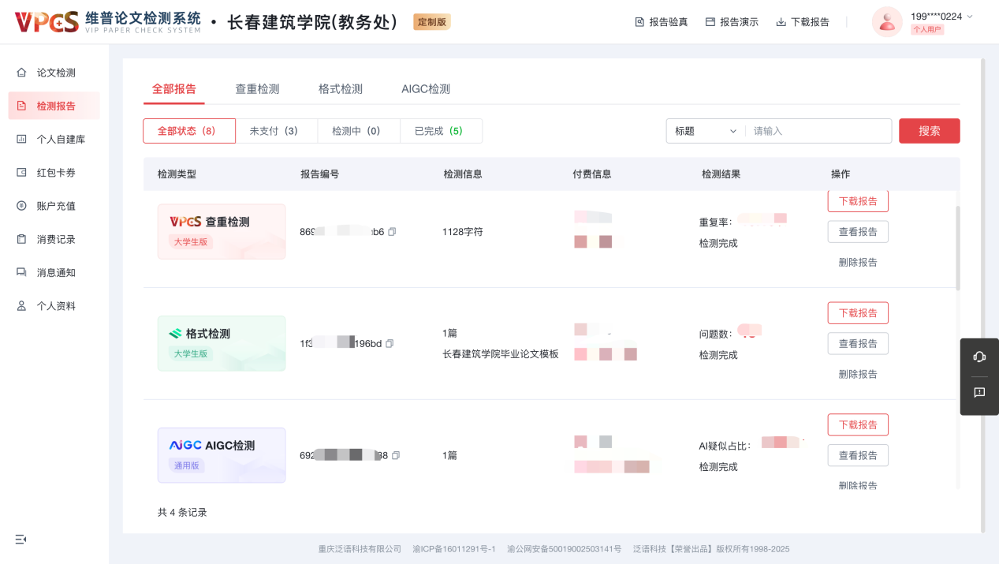 VPCS 维普论文检测系统 · 长春建筑学院(教务处) 定制版
VIP PAPER CHECK SYSTEM
报告验真 报告演示 下载报告 199****0224
个人用户
论文检测
检测报告
个人自建库
红包卡券
账户充值
消费记录
消息通知
个人资料
全部报告 查重检测 格式检测 AIGC检测
全部状态 (8) 未支付 (3) 检测中 (0) 已完成 (5) 标题 请输入 搜索
检测类型 报告编号 检测信息 付费信息 检测结果 操作
VPCS 查重检测
大学生版
869 b6
1128字符
重复率:
检测完成
下载报告
查看报告
删除报告
格式检测
大学生版
1f3 196bd
1篇
长春建筑学院毕业论文模板
问题数:
检测完成
下载报告
查看报告
删除报告
AIGC AIGC检测
通用版
692 38
1篇
AI疑似占比:
检测完成
下载报告
查看报告
删除报告
共 4 条记录
重庆泛语科技有限公司 渝ICP备16011291号-1 渝公网安备50019002503141号 泛语科技【荣誉出品】版权所有1998-2025